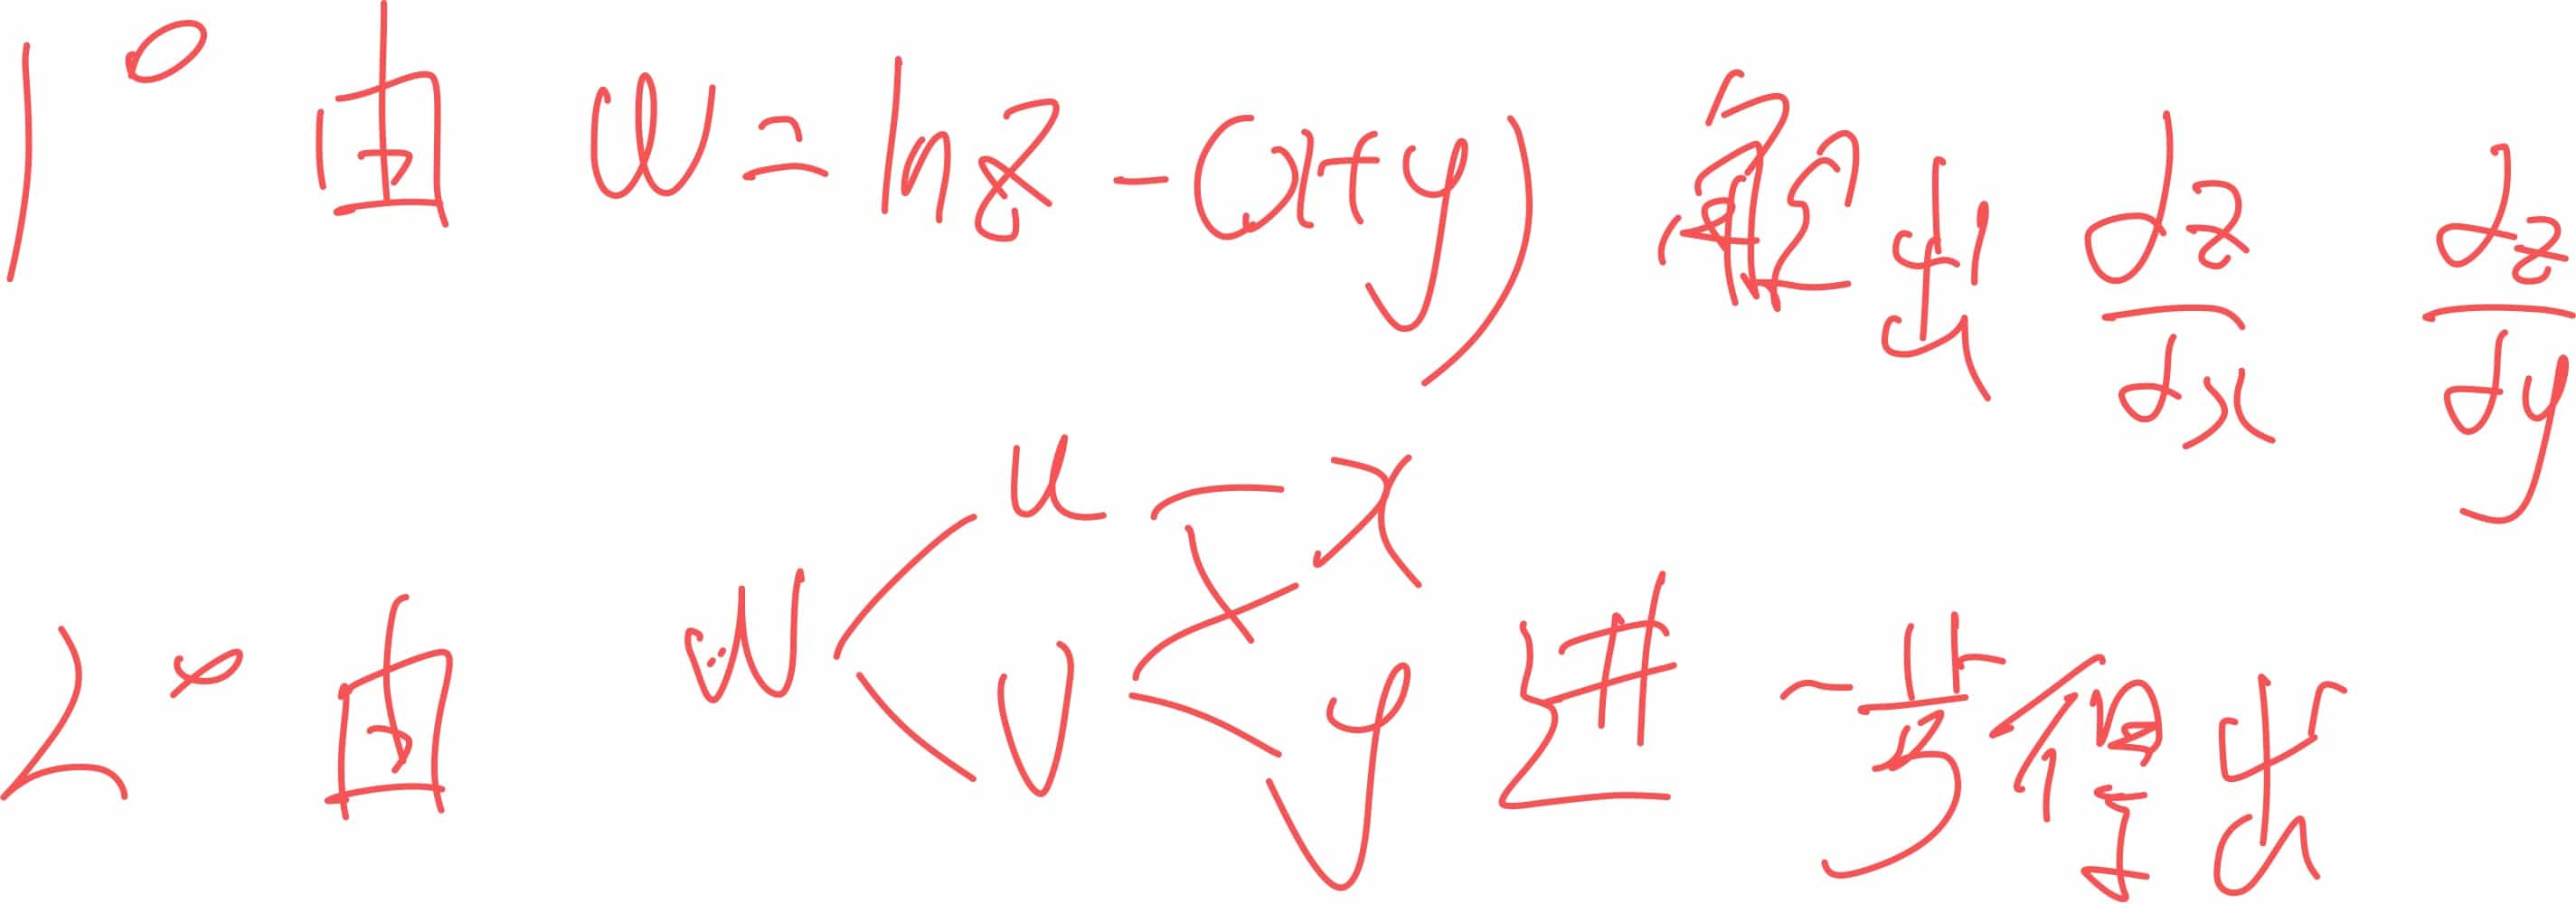 1° 由 w = ln z - (x+y) 解出 ∂z/∂x ∂z/∂y
2° 由 w < u v x y 进一步得出